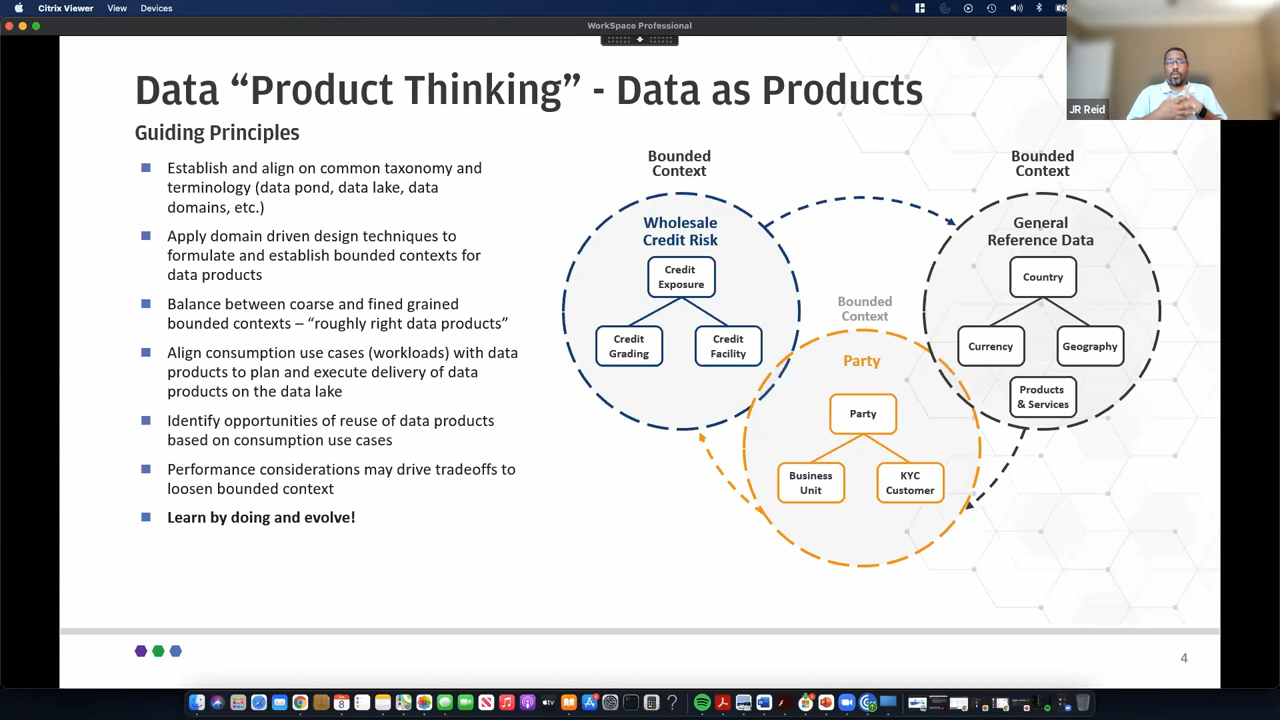 Citrix Viewer View Devices
WorkSpace Professional
JR Reid
Data “Product Thinking” - Data as Products
Guiding Principles
Establish and align on common taxonomy and
terminology (data pond, data lake, data
domains, etc.)
Apply domain driven design techniques to
formulate and establish bounded contexts for
data products
Balance between coarse and fined grained
bounded contexts – “roughly right data products”
Align consumption use cases (workloads) with data
products to plan and execute delivery of data
products on the data lake
Identify opportunities of reuse of data products
based on consumption use cases
Performance considerations may drive tradeoffs to
loosen bounded context
Learn by doing and evolve!
Bounded
Context
Wholesale
Credit Risk
Credit
Exposure
Credit
Grading
Credit
Facility
Bounded
Context
Party
Party
Business
Unit
KYC
Customer
Bounded
Context
General
Reference Data
Country
Currency
Geography
Products
& Services
4